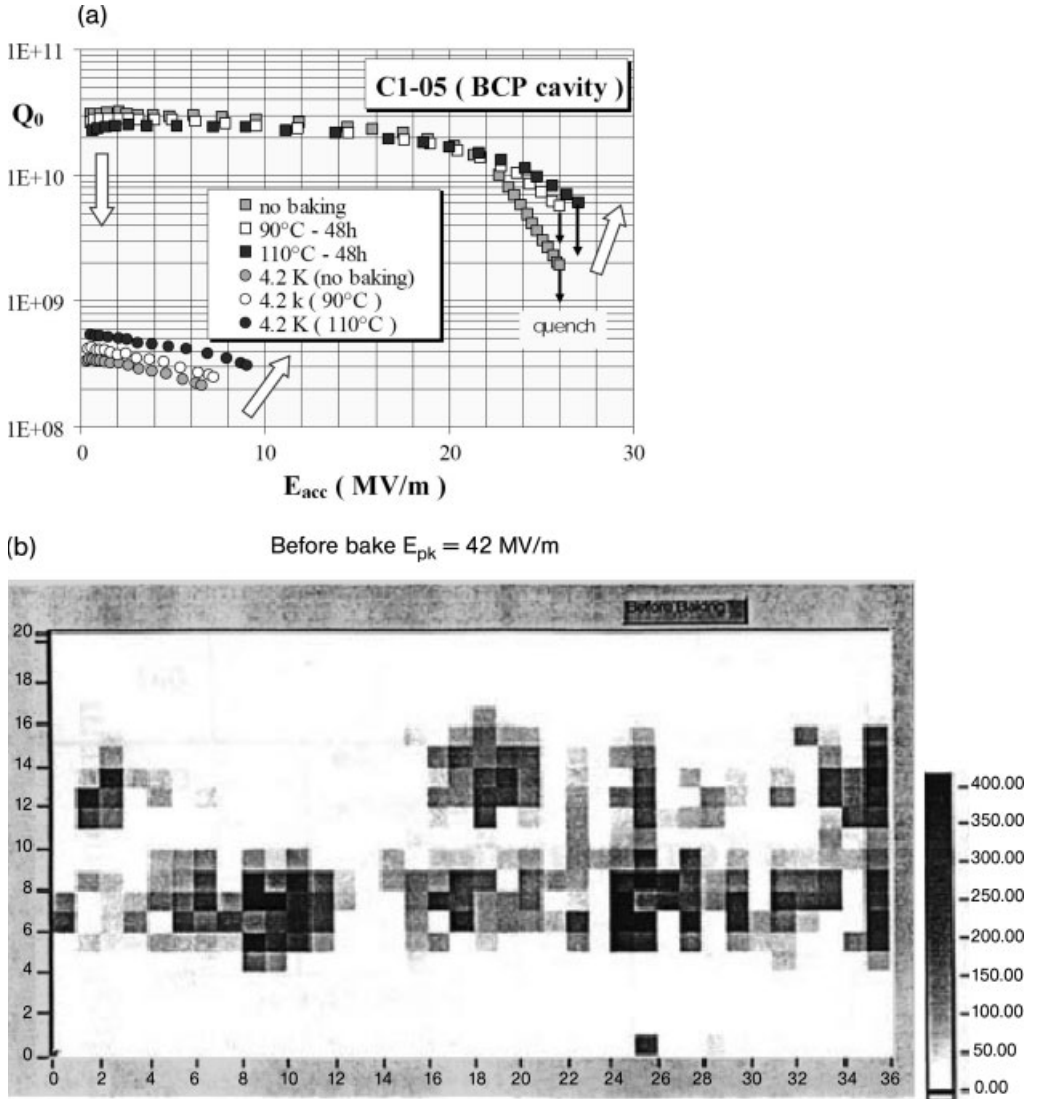 (a)
1E+11
C1-05 ( BCP cavity )
Q0
1E+10
no baking
90°C - 48h
110°C - 48h
4.2 K (no baking)
4.2 k ( 90°C )
4.2 K ( 110°C )
1E+09
quench
1E+08
0 10 20 30
Eacc ( MV/m )
(b) Before bake Epk = 42 MV/m
Before Baking
20
18
16
14
12
10
8
6
4
2
0
400.00
350.00
300.00
250.00
200.00
150.00
100.00
50.00
0.00
0 2 4 6 8 10 12 14 16 18 20 22 24 26 28 30 32 34 36